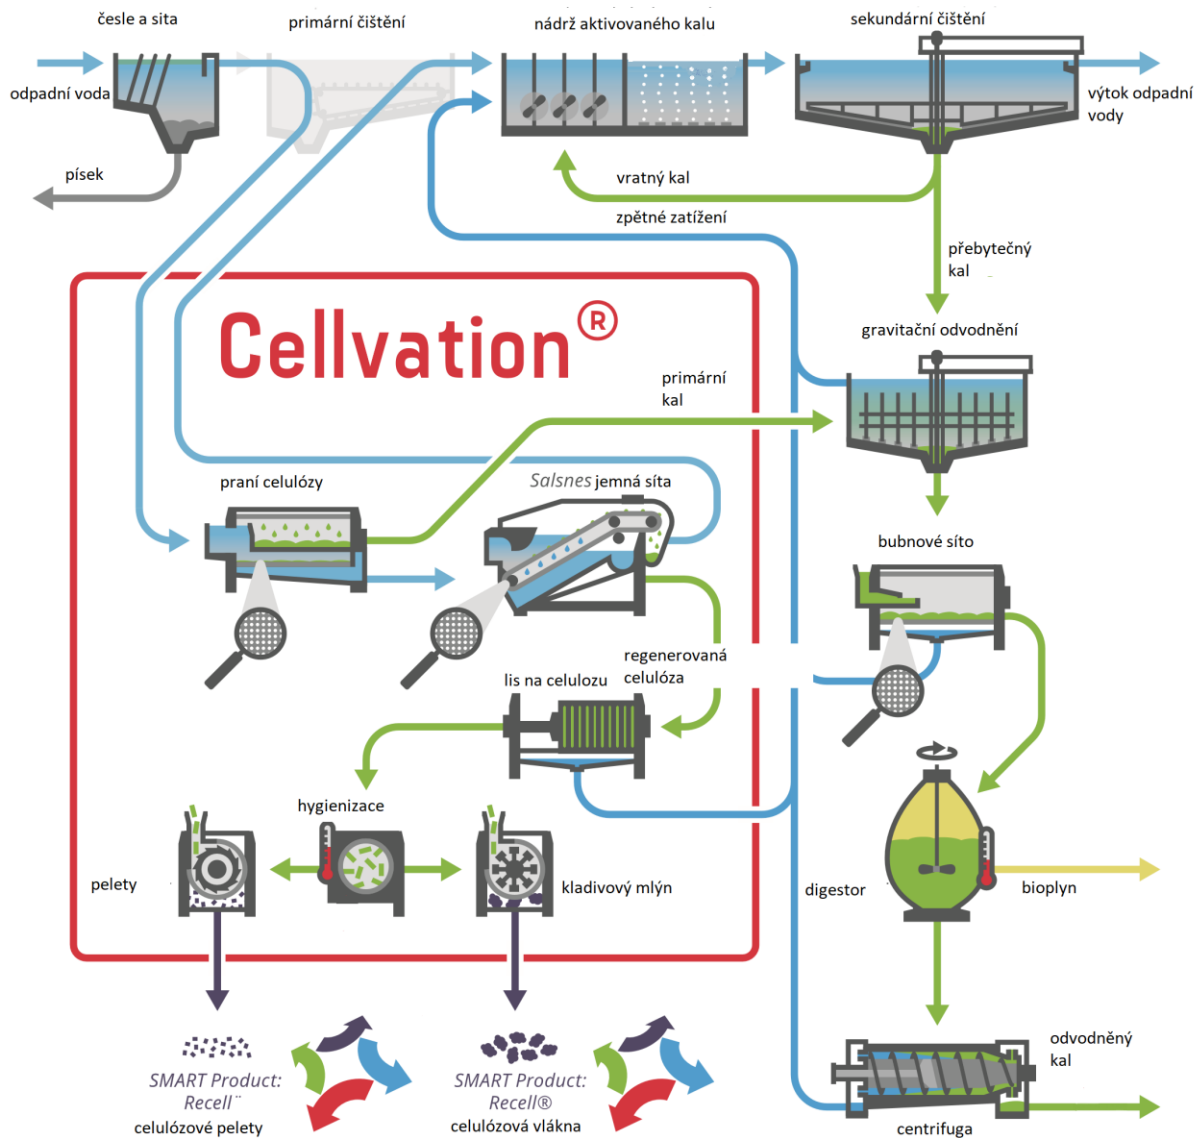 česle a sita
primární čištění
nádrž aktivovaného kalu
sekundární čištění
odpadní voda
výtok odpadní
vody
písek
vratný kal
zpětné zatížení
přebytečný
kal
Cellvation®
gravitační odvodnění
primární
kal
praní celulózy
Salsnes jemná síta
bubnové síto
regenerovaná
celulóza
lis na celulozu
hygienizace
pelety
kladivový mlýn
digestor
bioplyn
odvodněný
kal
SMART Product:
Recell¨
celulózové pelety
SMART Product:
Recell®
celulózová vlákna
centrifuga